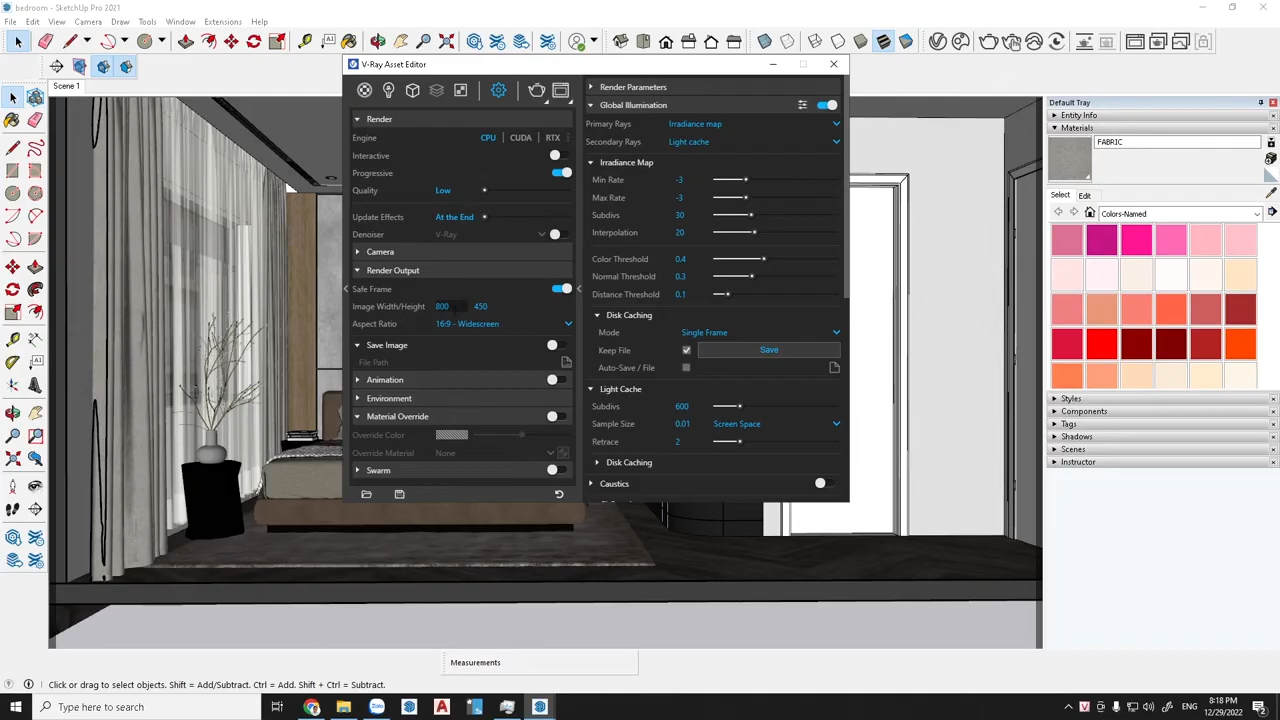 bedroom - SketchUp Pro 2021
File Edit View Camera Draw Tools Window Extensions Help
Scene 1
V-Ray Asset Editor
Render
Engine CPU CUDA RTX
Interactive
Progressive
Quality Low
Update Effects At the End
Denoiser V-Ray
Camera
Render Output
Safe Frame
Image Width/Height 800 450
Aspect Ratio 16:9 - Widescreen
Save Image
File Path
Animation
Environment
Material Override
Override Color
Override Material None
Swarm
Render Parameters
Global Illumination
Primary Rays Irradiance map
Secondary Rays Light cache
Irradiance Map
Min Rate -3
Max Rate -3
Subdivs 30
Interpolation 20
Color Threshold 0.4
Normal Threshold 0.3
Distance Threshold 0.1
Disk Caching
Mode Single Frame
Keep File Save
Auto-Save / File
Light Cache
Subdivs 600
Sample Size 0.01 Screen Space
Retrace 2
Disk Caching
Caustics
Default Tray
Entity Info
Materials
FABRIC
Select Edit
Colors-Named
Styles
Components
Tags
Shadows
Scenes
Instructor
Measurements
Click or drag to select objects. Shift = Add/Subtract. Ctrl = Add. Shift + Ctrl = Subtract.
Type here to search
8:18 PM
12/29/2022